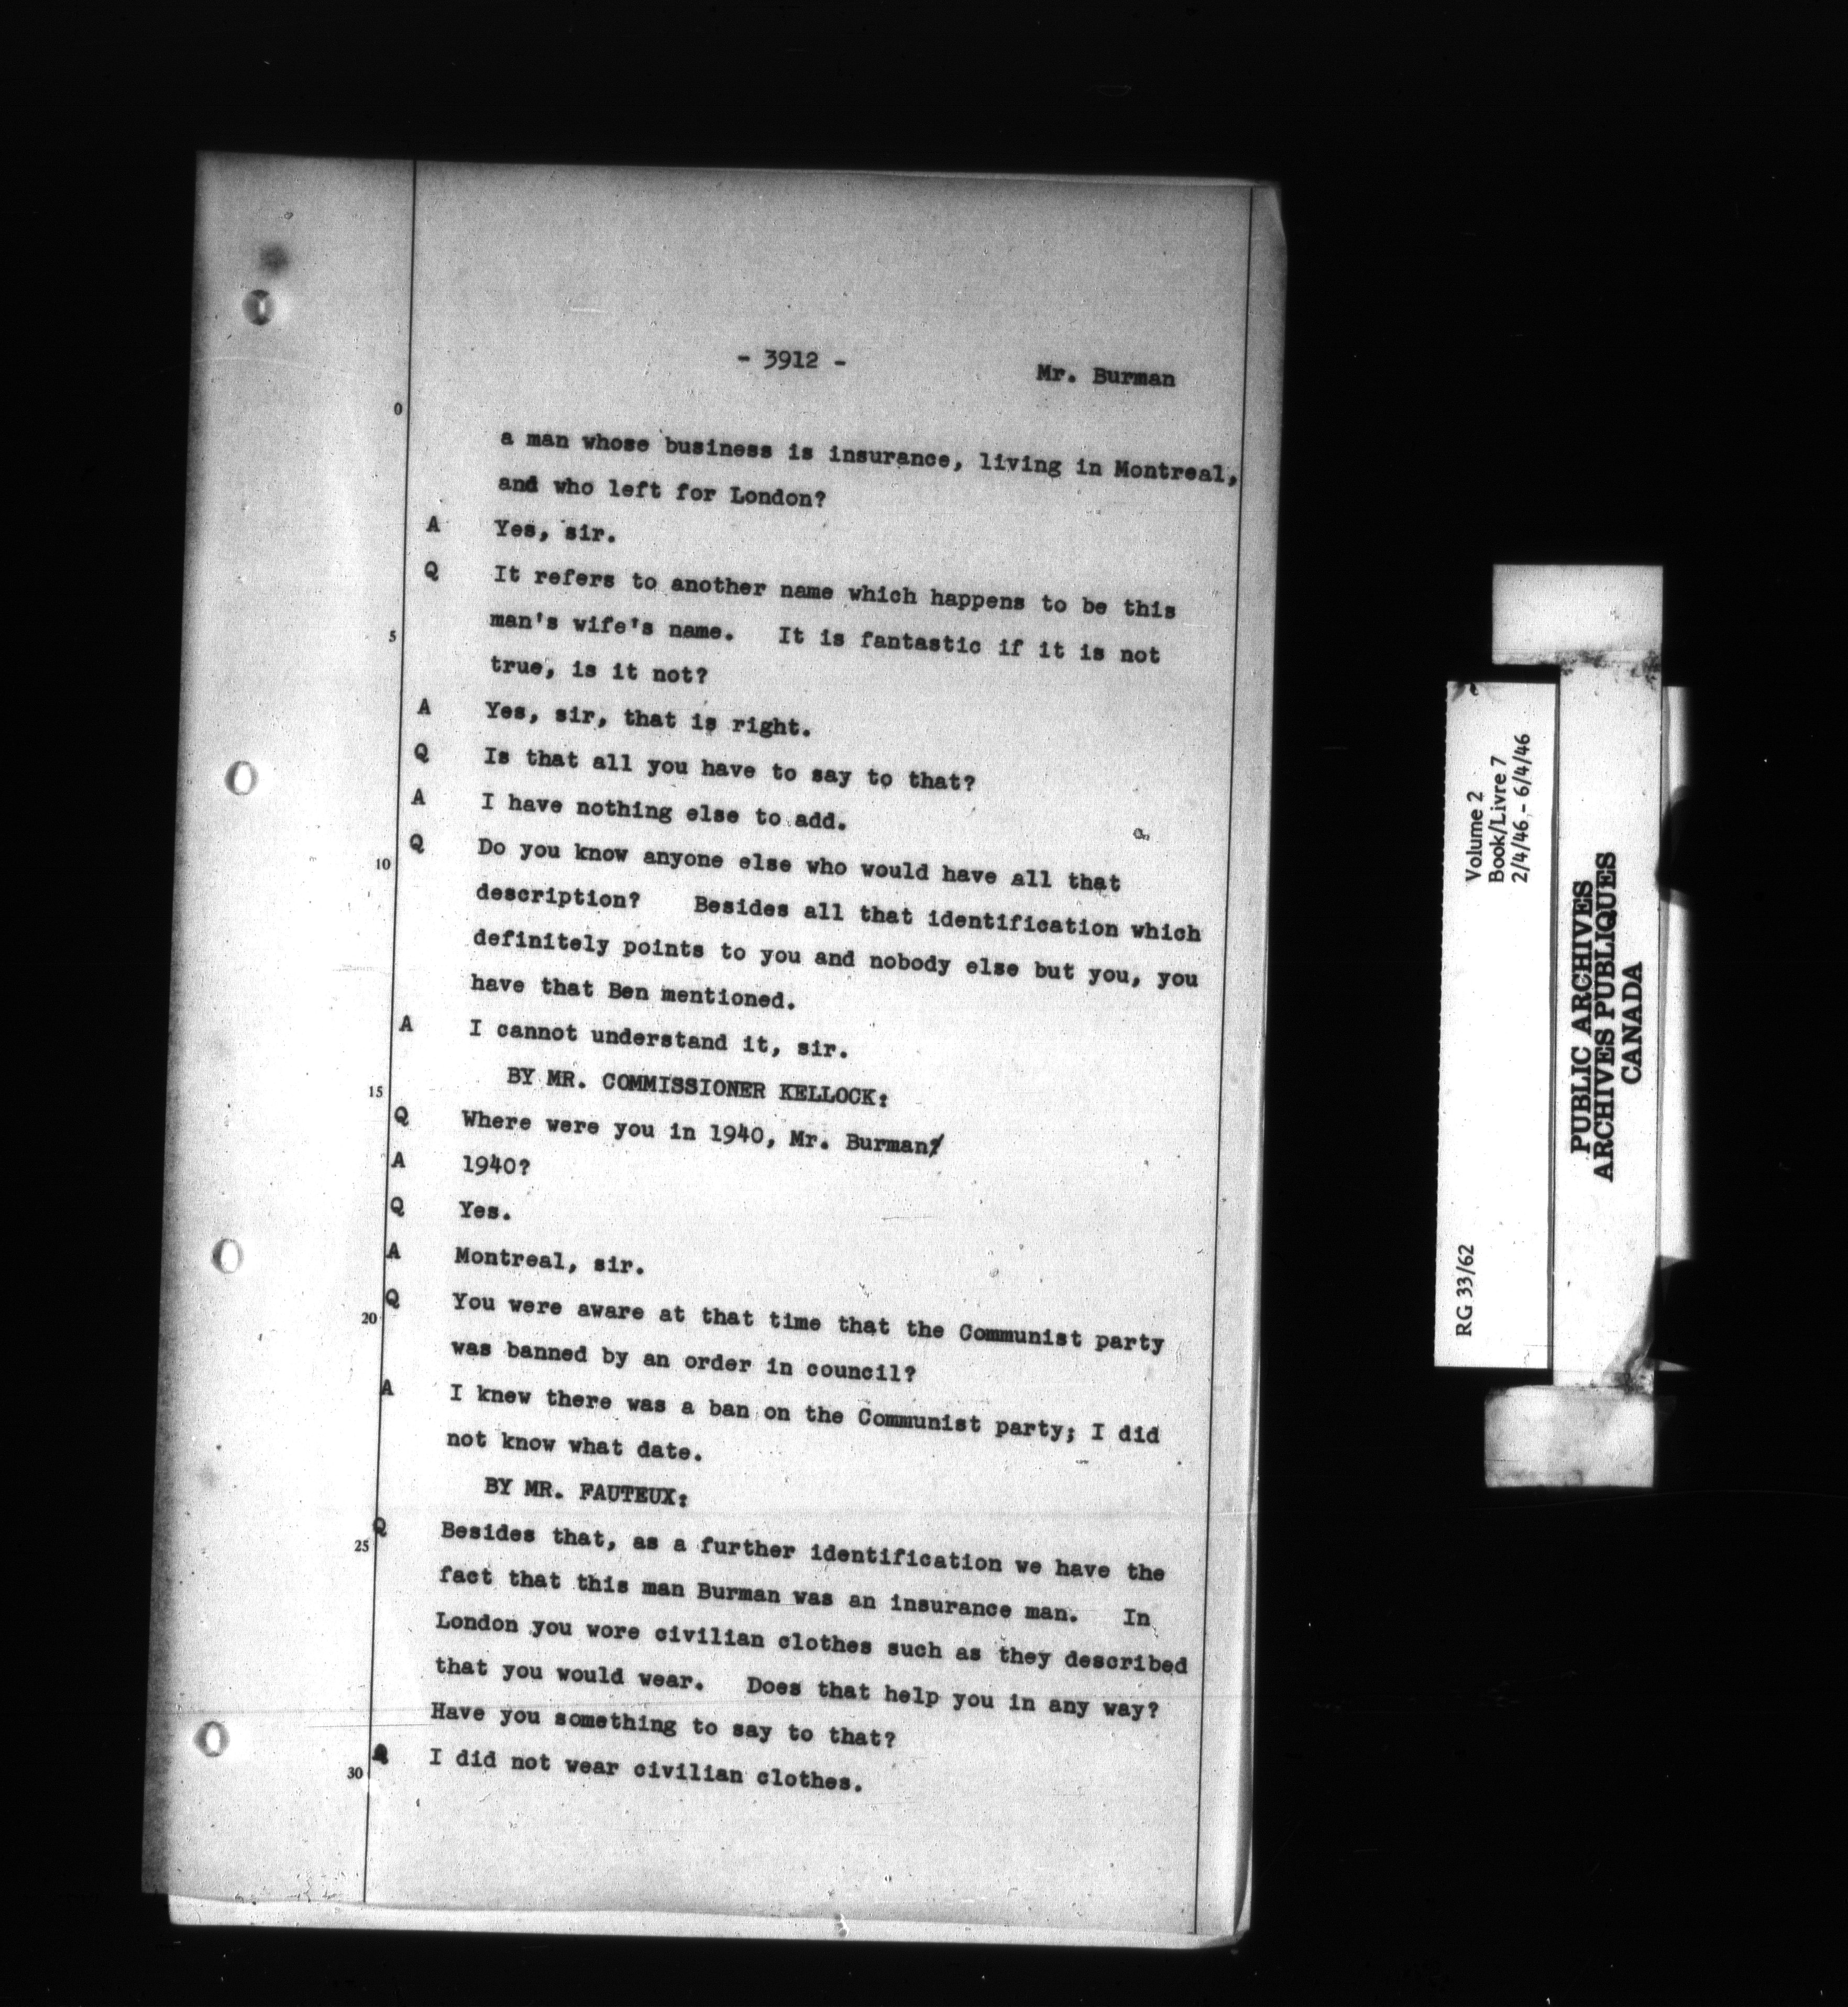 - 3912 - Mr. Burman
0
a man whose business is insurance, living in Montreal,
and who left for London?
A Yes, sir.
Q It refers to another name which happens to be this
5 man's wife's name. It is fantastic if it is not
true, is it not?
A Yes, sir, that is right.
Q Is that all you have to say to that?
A I have nothing else to add.
10 Q Do you know anyone else who would have all that
description? Besides all that identification which
definitely points to you and nobody else but you, you
have that Ben mentioned.
A I cannot understand it, sir.
15 BY MR. COMMISSIONER KELLOCK:
Q Where were you in 1940, Mr. Burman?
A 1940?
Q Yes.
A Montreal, sir.
20 Q You were aware at that time that the Communist party
was banned by an order in council?
A I knew there was a ban on the Communist party; I did
not know what date.
BY MR. FAUTEUX:
25 Q Besides that, as a further identification we have the
fact that this man Burman was an insurance man. In
London you wore civilian clothes such as they described
that you would wear. Does that help you in any way?
Have you something to say to that?
30 A I did not wear civilian clothes.
RG 33/62
Volume 2
Book/Livre 7
2/4/46 - 6/4/46
PUBLIC ARCHIVES
ARCHIVES PUBLIQUES
CANADA